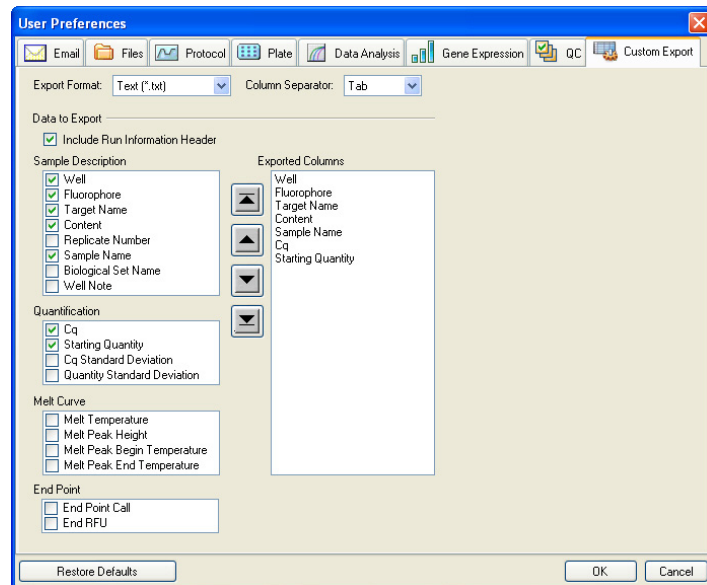 User Preferences
Email Files Protocol Plate Data Analysis Gene Expression QC Custom Export
Export Format: Text (*.txt) Column Separator: Tab
Data to Export
Include Run Information Header
Sample Description
Well
Fluorophore
Target Name
Content
Replicate Number
Sample Name
Biological Set Name
Well Note
Exported Columns
Well
Fluorophore
Target Name
Content
Sample Name
Cq
Starting Quantity
Quantification
Cq
Starting Quantity
Cq Standard Deviation
Quantity Standard Deviation
Melt Curve
Melt Temperature
Melt Peak Height
Melt Peak Begin Temperature
Melt Peak End Temperature
End Point
End Point Call
End RFU
Restore Defaults OK Cancel